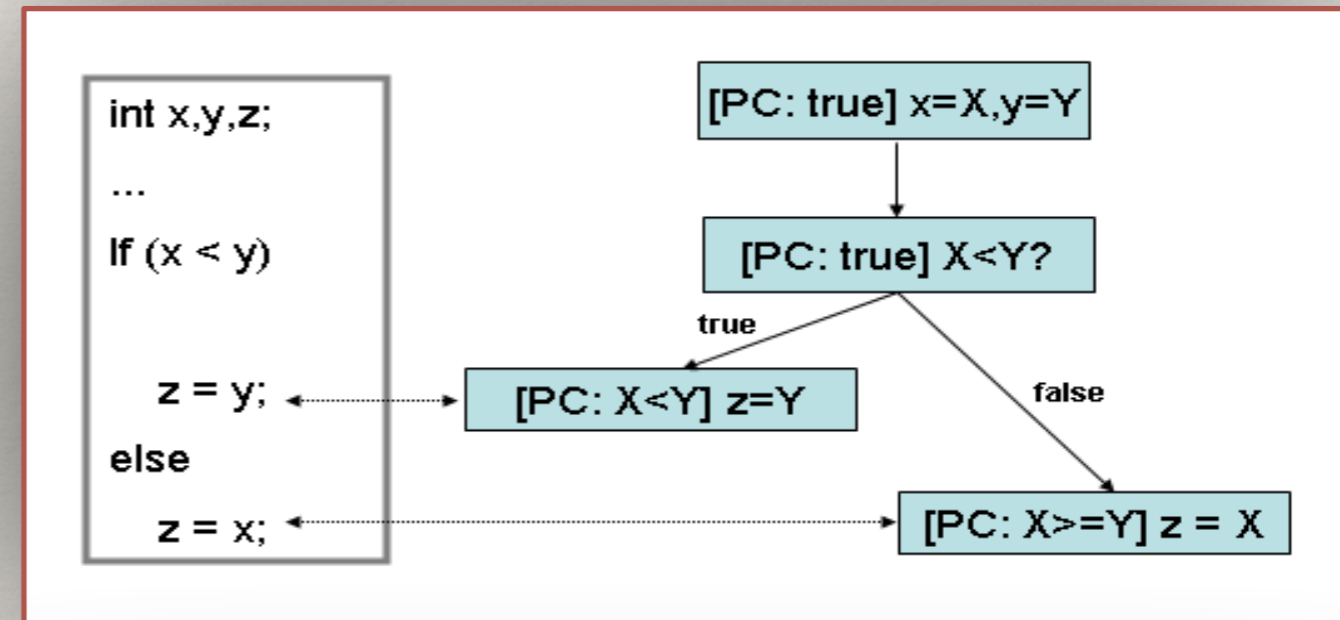 int x,y,z;
...
If (x < y)
z = y;
else
z = x;
[PC: true] x=X,y=Y
[PC: true] X<Y?
true
false
[PC: X<Y] z=Y
[PC: X>=Y] z = X